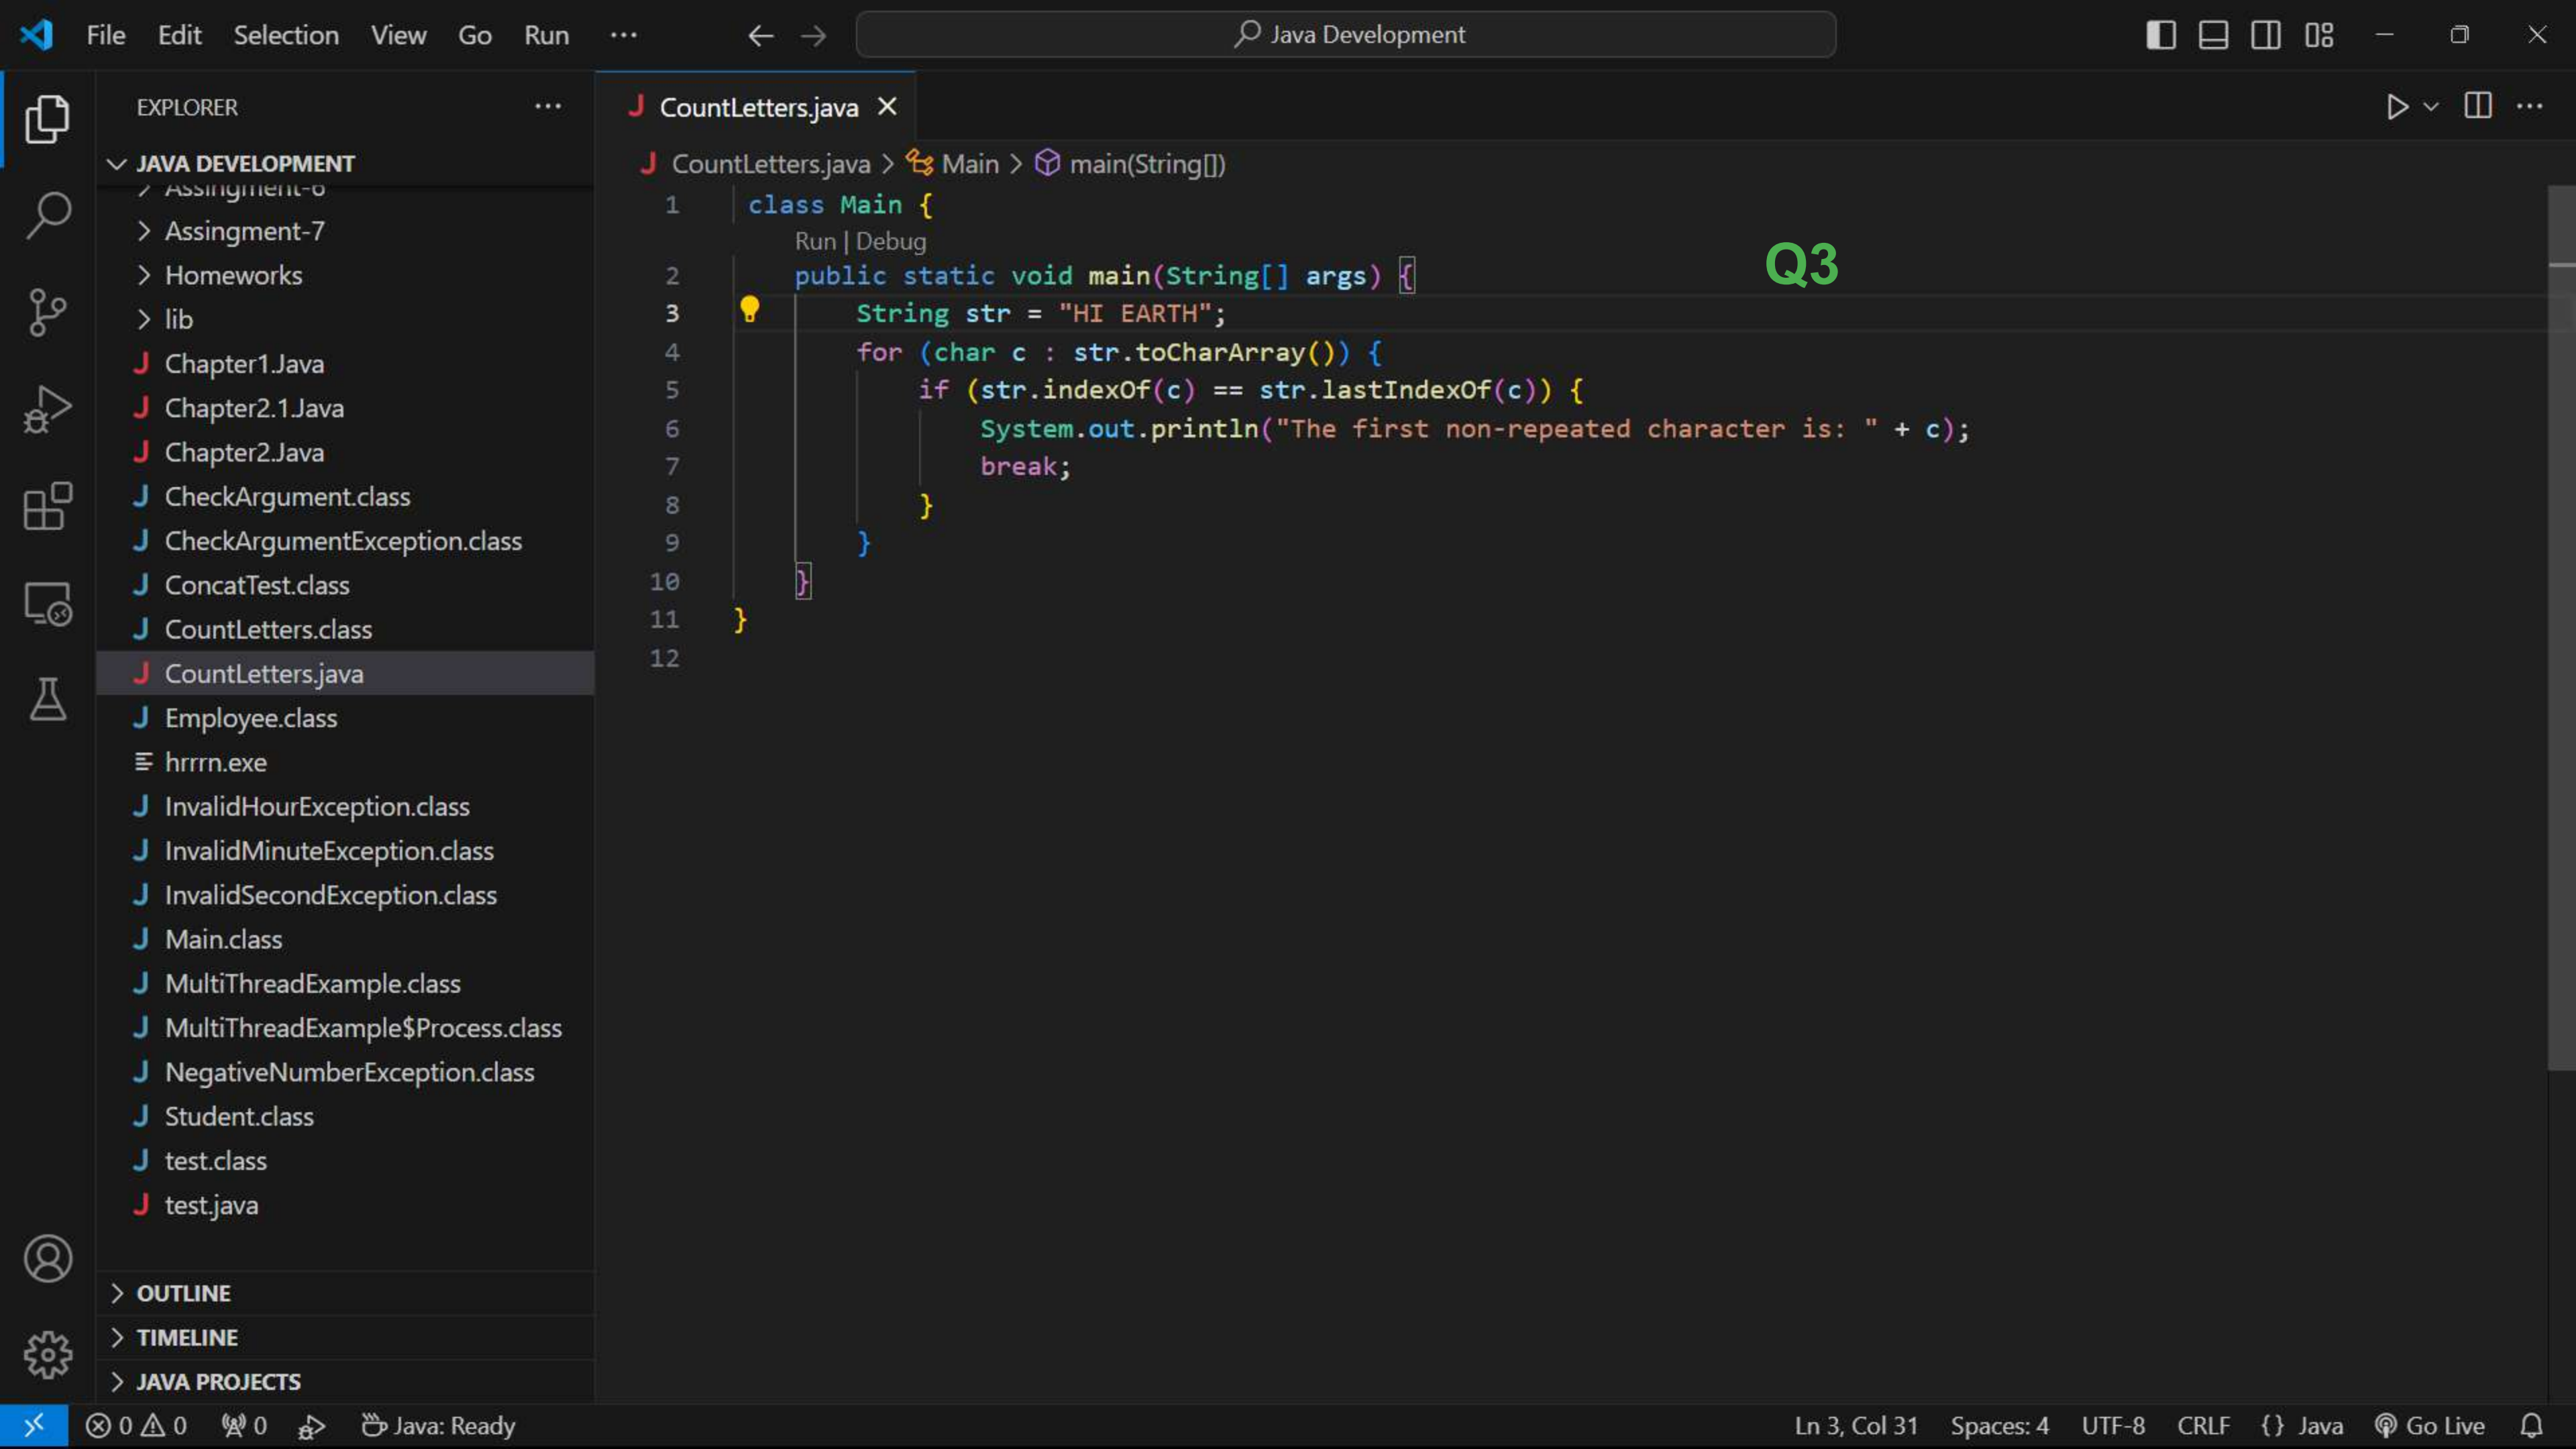 File Edit Selection View Go Run ··· Java Development
EXPLORER ···
JAVA DEVELOPMENT
Assingment-6
Assingment-7
Homeworks
lib
Chapter1.Java
Chapter2.1.Java
Chapter2.Java
CheckArgument.class
CheckArgumentException.class
ConcatTest.class
CountLetters.class
CountLetters.java
Employee.class
hrrrn.exe
InvalidHourException.class
InvalidMinuteException.class
InvalidSecondException.class
Main.class
MultiThreadExample.class
MultiThreadExample$Process.class
NegativeNumberException.class
Student.class
test.class
test.java
OUTLINE
TIMELINE
JAVA PROJECTS
J CountLetters.java ×
J CountLetters.java > Main > main(String[])
1 class Main {
Run | Debug
2 public static void main(String[] args) {
Q3
3 String str = "HI EARTH";
4 for (char c : str.toCharArray()) {
5 if (str.indexOf(c) == str.lastIndexOf(c)) {
6 System.out.println("The first non-repeated character is: " + c);
7 break;
8 }
9 }
10 }
11 }
12
0 0 0 Java: Ready Ln 3, Col 31 Spaces: 4 UTF-8 CRLF {} Java Go Live